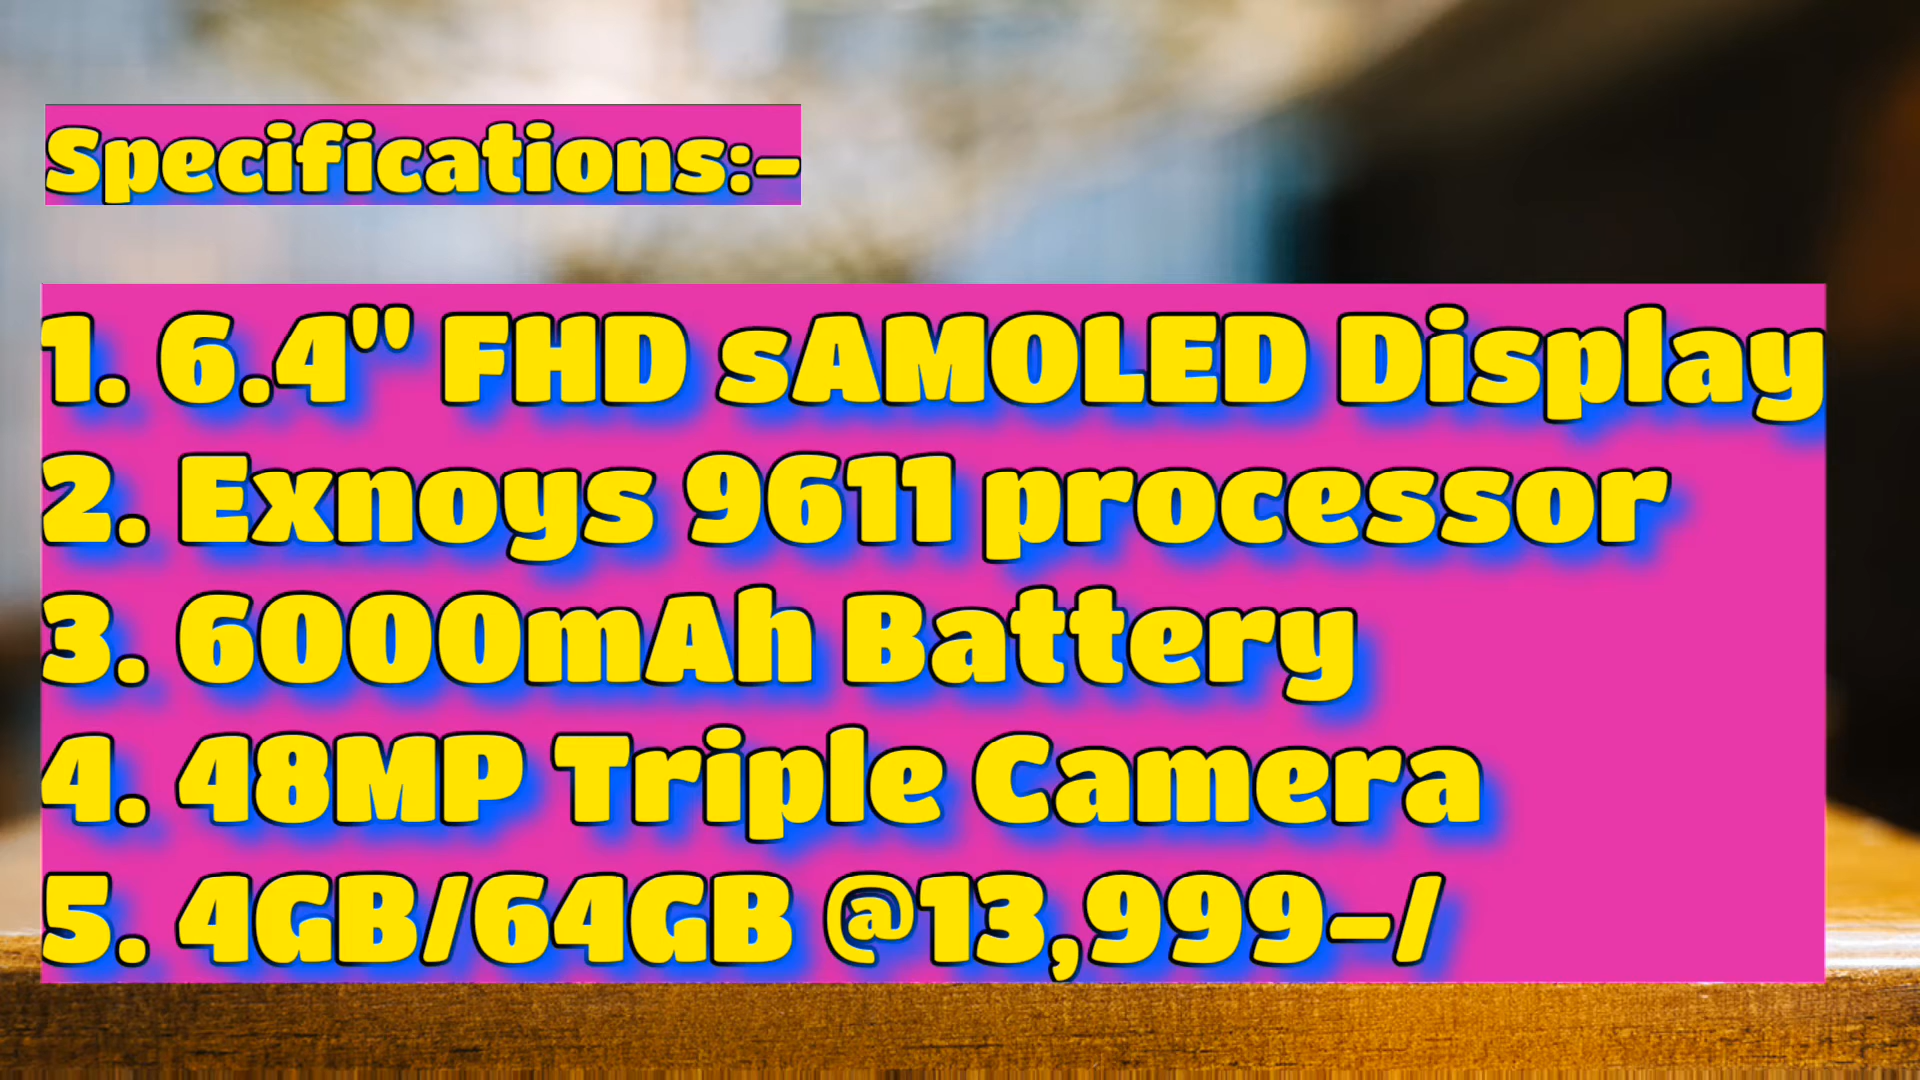 Specifications:-
1. 6.4" FHD sAMOLED Display
2. Exnoys 9611 processor
3. 6000mAh Battery
4. 48MP Triple Camera
5. 4GB/64GB @13,999-/